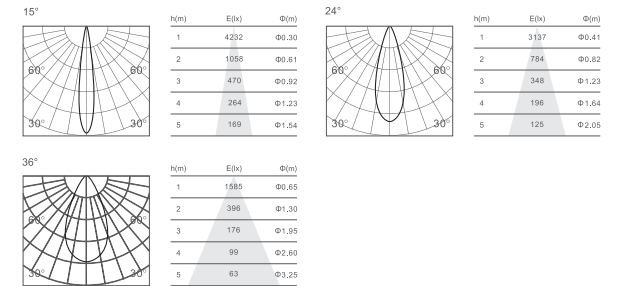 15°
h(m) E(lx) Φ(m)
1 4232 Φ0.30
2 1058 Φ0.61
3 470 Φ0.92
4 264 Φ1.23
5 169 Φ1.54
60° 60°
30° 30°
24°
h(m) E(lx) Φ(m)
1 3137 Φ0.41
2 784 Φ0.82
3 348 Φ1.23
4 196 Φ1.64
5 125 Φ2.05
60° 60°
30° 30°
36°
h(m) E(lx) Φ(m)
1 1585 Φ0.65
2 396 Φ1.30
3 176 Φ1.95
4 99 Φ2.60
5 63 Φ3.25
60° 60°
30° 30°